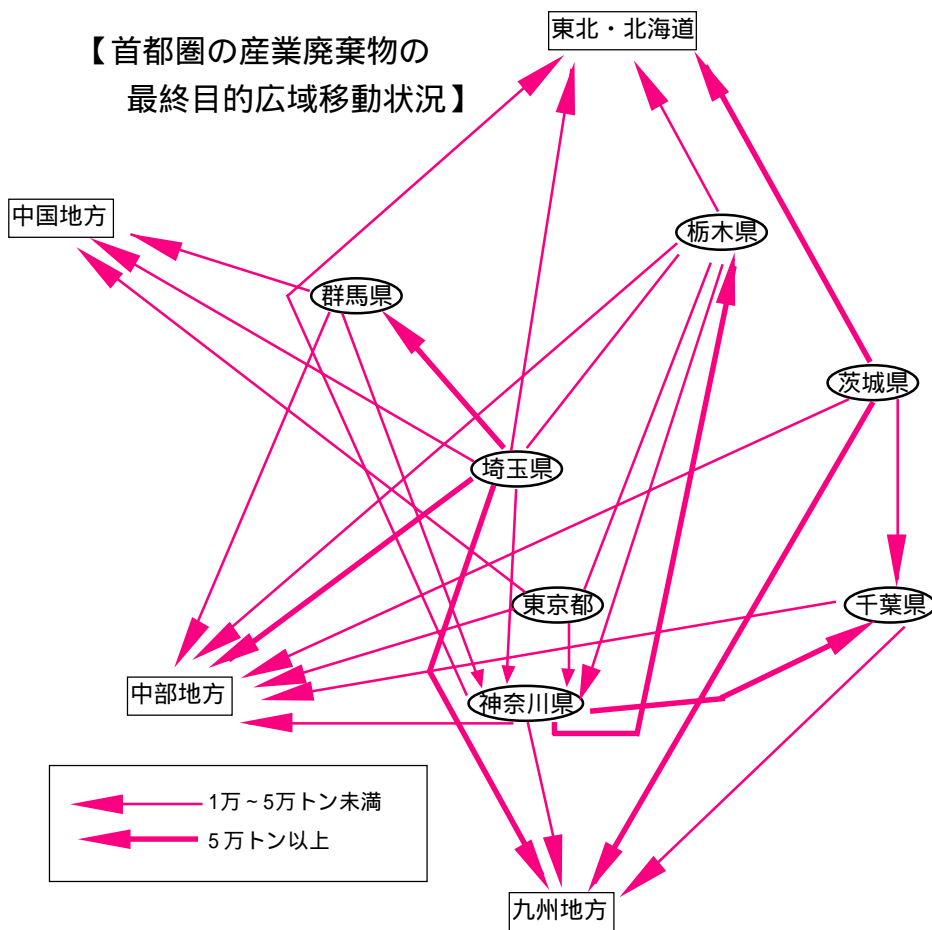 【首都圏の産業廃棄物の
最終目的広域移動状況】
東北・北海道
中国地方
栃木県
群馬県
茨城県
埼玉県
東京都
千葉県
中部地方
神奈川県
1万~5万トン未満
5万トン以上
九州地方